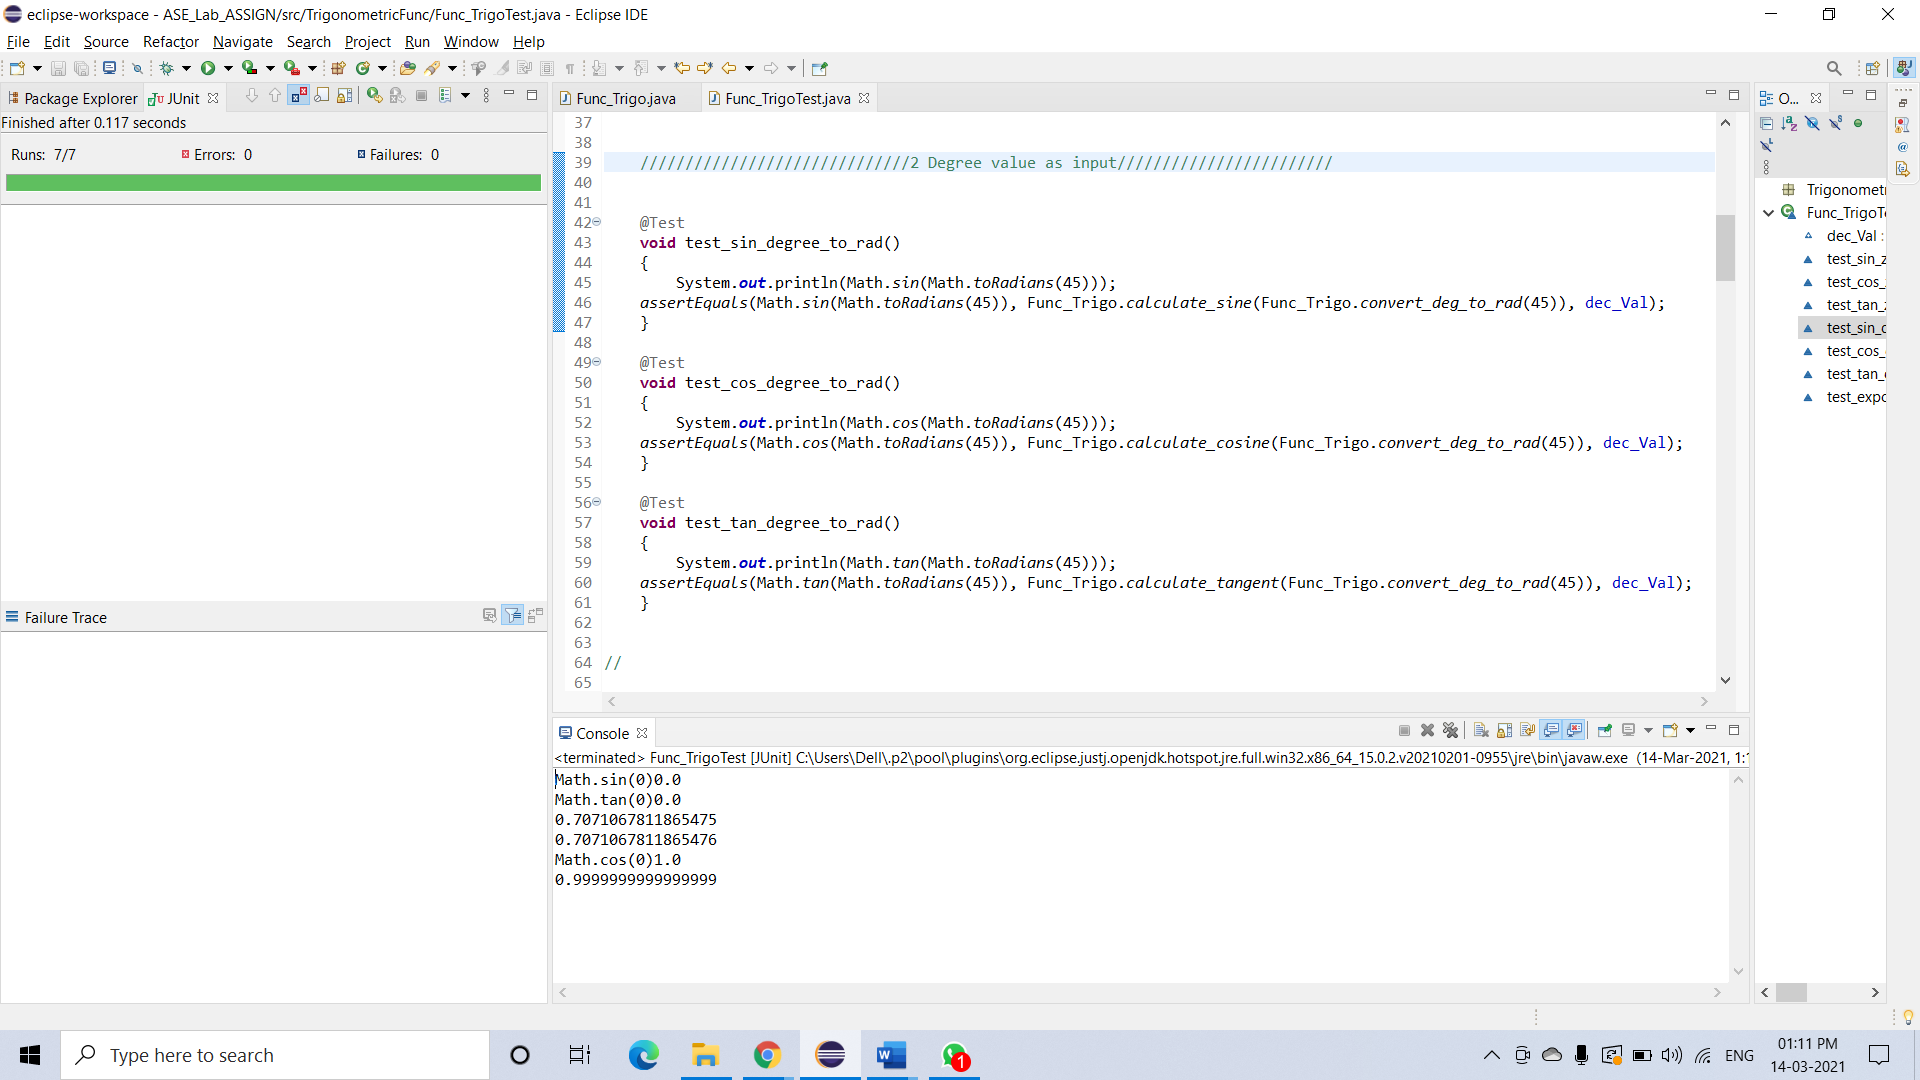 eclipse-workspace - ASE_Lab_ASSIGN/src/TrigonometricFunc/Func_TrigoTest.java - Eclipse IDE
File Edit Source Refactor Navigate Search Project Run Window Help
Package Explorer JUnit
Finished after 0.117 seconds
Runs: 7/7 Errors: 0 Failures: 0
Failure Trace
Func_Trigo.java Func_TrigoTest.java
37
38
39 //////////////////////////////2 Degree value as input////////////////////////
40
41
42 @Test
43 void test_sin_degree_to_rad()
44 {
45 System.out.println(Math.sin(Math.toRadians(45)));
46 assertEquals(Math.sin(Math.toRadians(45)), Func_Trigo.calculate_sine(Func_Trigo.convert_deg_to_rad(45)), dec_Val);
47 }
48
49 @Test
50 void test_cos_degree_to_rad()
51 {
52 System.out.println(Math.cos(Math.toRadians(45)));
53 assertEquals(Math.cos(Math.toRadians(45)), Func_Trigo.calculate_cosine(Func_Trigo.convert_deg_to_rad(45)), dec_Val);
54 }
55
56 @Test
57 void test_tan_degree_to_rad()
58 {
59 System.out.println(Math.tan(Math.toRadians(45)));
60 assertEquals(Math.tan(Math.toRadians(45)), Func_Trigo.calculate_tangent(Func_Trigo.convert_deg_to_rad(45)), dec_Val);
61 }
62
63
64 //
65
Console
<terminated> Func_TrigoTest [JUnit] C:\Users\Dell\.p2\pool\plugins\org.eclipse.justj.openjdk.hotspot.jre.full.win32.x86_64_15.0.2.v20210201-0955\jre\bin\javaw.exe (14-Mar-2021, 1:1
Math.sin(0)0.0
Math.tan(0)0.0
0.7071067811865475
0.7071067811865476
Math.cos(0)1.0
0.9999999999999999
O...
Trigonometr
Func_TrigoTe
dec_Val :
test_sin_z
test_cos_
test_tan_z
test_sin_d
test_cos_
test_tan_
test_expo
Type here to search
1
ENG
01:11 PM
14-03-2021